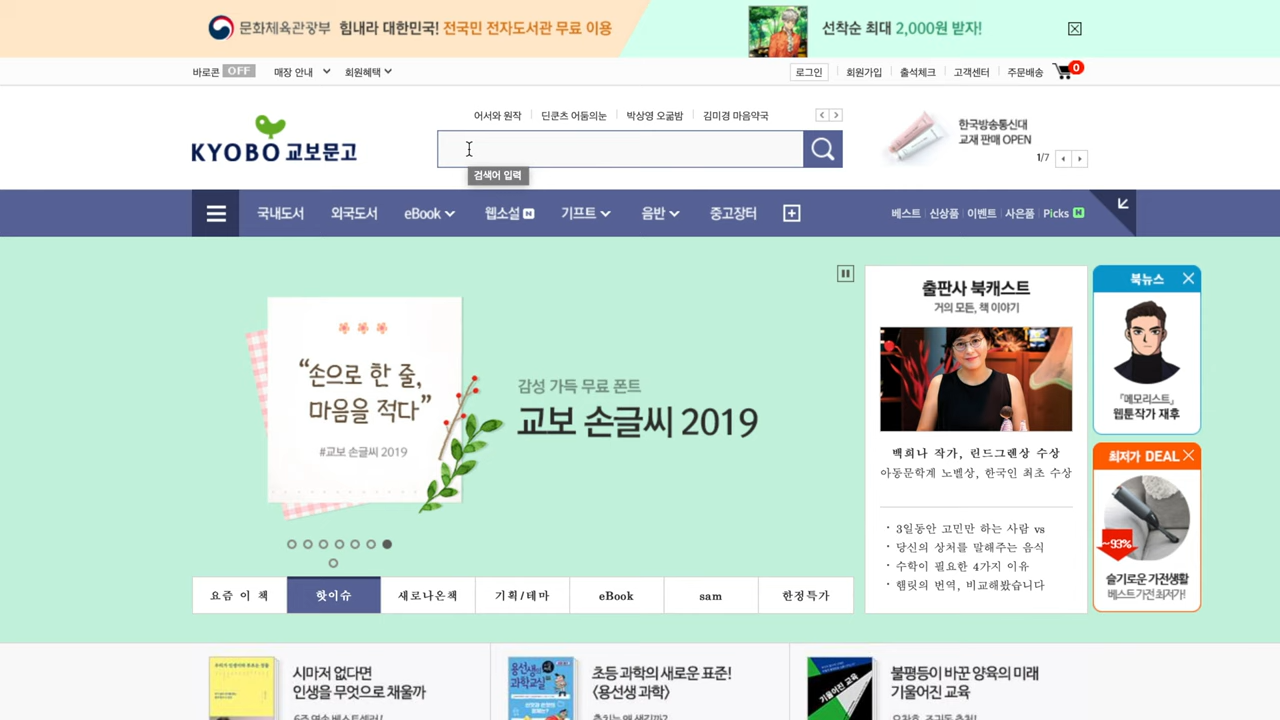 문화체육관광부 힘내라 대한민국! 전국민 전자도서관 무료 이용
선착순 최대 2,000원 받자!
바로콘 OFF 매장 안내 회원혜택
로그인 회원가입 출석체크 고객센터 주문배송 0
어서와 원작 딘쿤츠 어둠의눈 박상영 오굶밤 김미경 마음약국
KYOBO 교보문고
검색어 입력
한국방송통신대
교재 판매 OPEN
1/7
국내도서 외국도서 eBook 웹소설 N 기프트 음반 중고장터
베스트 신상품 이벤트 사은품 Picks N
“손으로 한 줄,
마음을 적다”
#교보 손글씨 2019
감성 가득 무료 폰트
교보 손글씨 2019
출판사 북캐스트
거의 모든, 책 이야기
백희나 작가, 린드그렌상 수상
아동문학계 노벨상, 한국인 최초 수상
· 3일동안 고민만 하는 사람 vs
· 당신의 상처를 말해주는 음식
· 수학이 필요한 4가지 이유
· 햄릿의 번역, 비교해봤습니다
북뉴스
『메모리스트』
웹툰작가 재후
최저가 DEAL
~93%
슬기로운 가전생활
베스트가전 최저가!
요즘 이 책 핫이슈 새로나온책 기획/테마 eBook sam 한정특가
시마저 없다면
인생을 무엇으로 채울까
용선생의
과학교실
초등 과학의 새로운 표준!
〈용선생 과학〉
기울어진 교육
불평등이 바꾼 양육의 미래
기울어진 교육